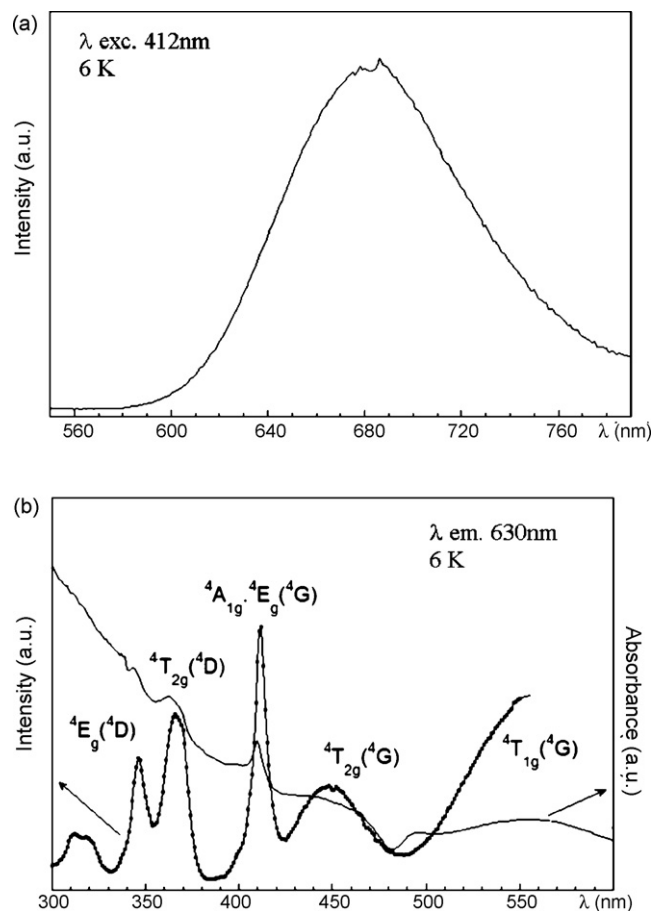 (a)
λ exc. 412nm
6 K
Intensity (a.u.)
560 600 640 680 720 760 λ (nm)
(b)
λ em. 630nm
6 K
⁴A₁g.⁴Eg(⁴G)
⁴T₂g(⁴D)
⁴Eg(⁴D)
⁴T₂g(⁴G)
⁴T₁g(⁴G)
Intensity (a.u.)
Absorbance (a.u.)
300 350 400 450 500 550 λ (nm)